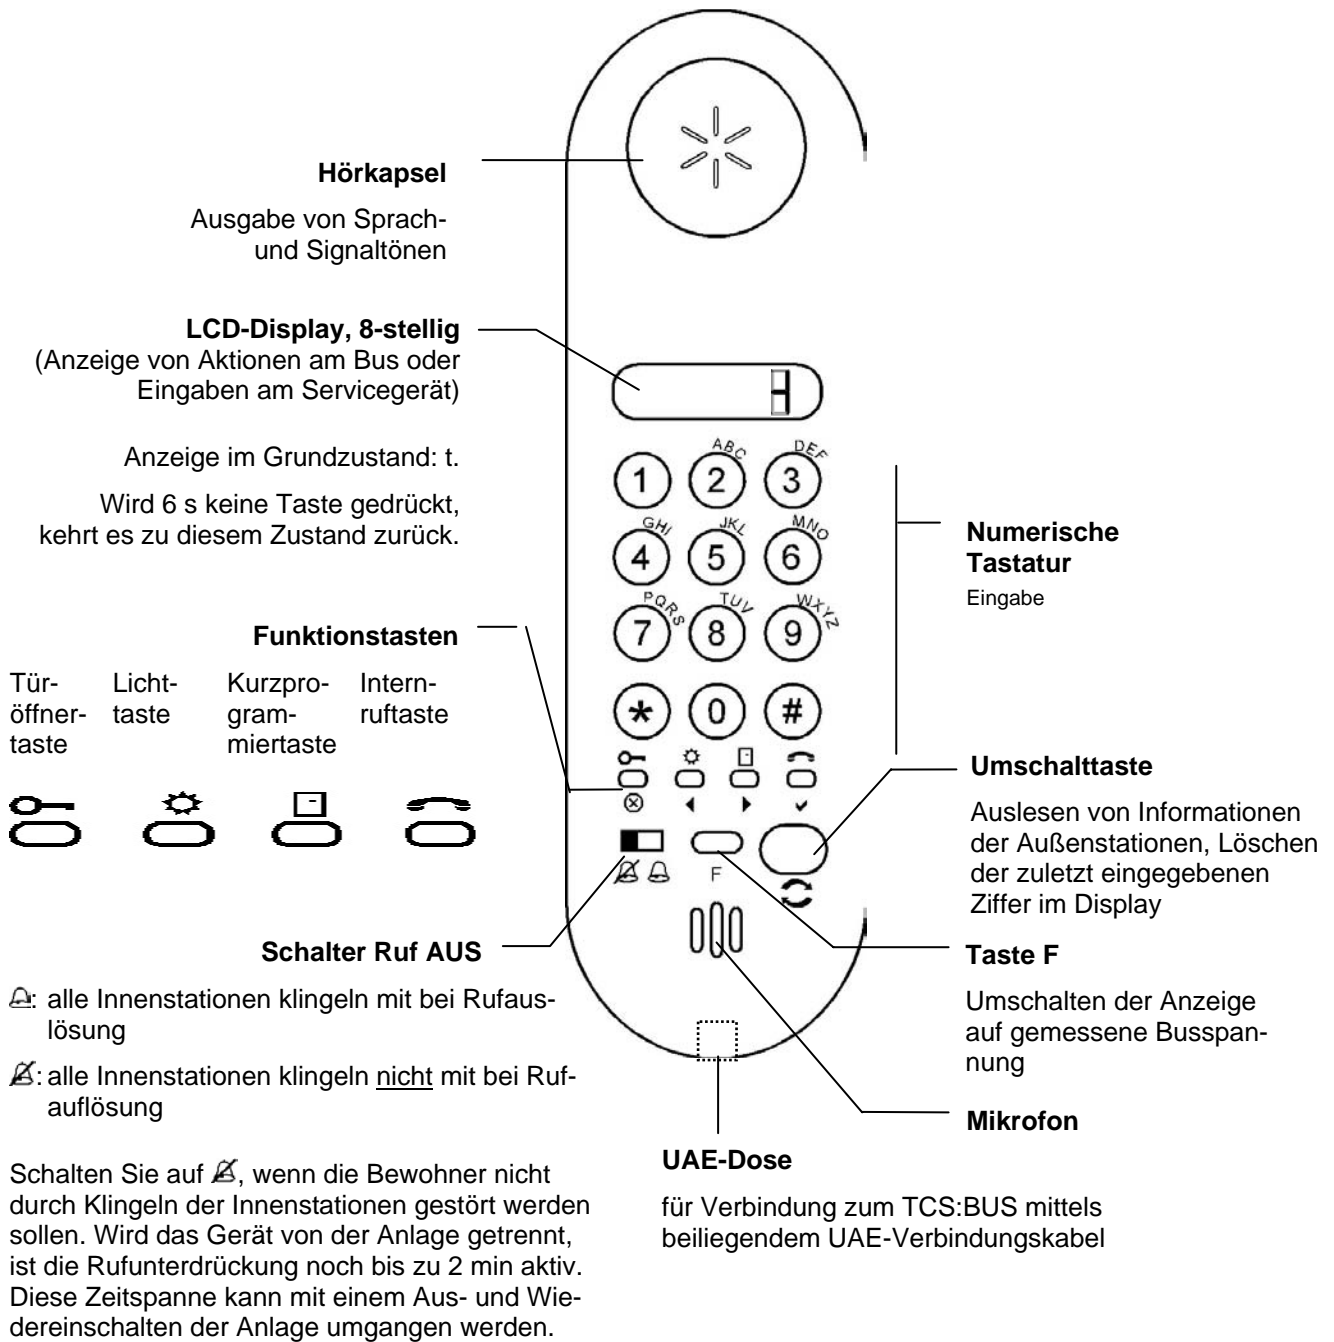 Hörkapsel
Ausgabe von Sprach-
und Signaltönen
LCD-Display, 8-stellig
(Anzeige von Aktionen am Bus oder
Eingaben am Servicegerät)
Anzeige im Grundzustand: t.
Wird 6 s keine Taste gedrückt,
kehrt es zu diesem Zustand zurück.
Funktionstasten
Tür-
öffner-
taste
Licht-
taste
Kurzpro-
gram-
miertaste
Intern-
ruftaste
Schalter Ruf AUS
: alle Innenstationen klingeln mit bei Rufaus-
lösung
: alle Innenstationen klingeln nicht mit bei Ruf-
auflösung
Schalten Sie auf , wenn die Bewohner nicht
durch Klingeln der Innenstationen gestört werden
sollen. Wird das Gerät von der Anlage getrennt,
ist die Rufunterdrückung noch bis zu 2 min aktiv.
Diese Zeitspanne kann mit einem Aus- und Wie-
dereinschalten der Anlage umgangen werden.
ABC DEF
1 2 3
GHI JKL MNO
4 5 6
PQRS TUV WXYZ
7 8 9
* 0 #
F
Numerische
Tastatur
Eingabe
Umschalttaste
Auslesen von Informationen
der Außenstationen, Löschen
der zuletzt eingegebenen
Ziffer im Display
Taste F
Umschalten der Anzeige
auf gemessene Busspan-
nung
Mikrofon
UAE-Dose
für Verbindung zum TCS:BUS mittels
beiliegendem UAE-Verbindungskabel